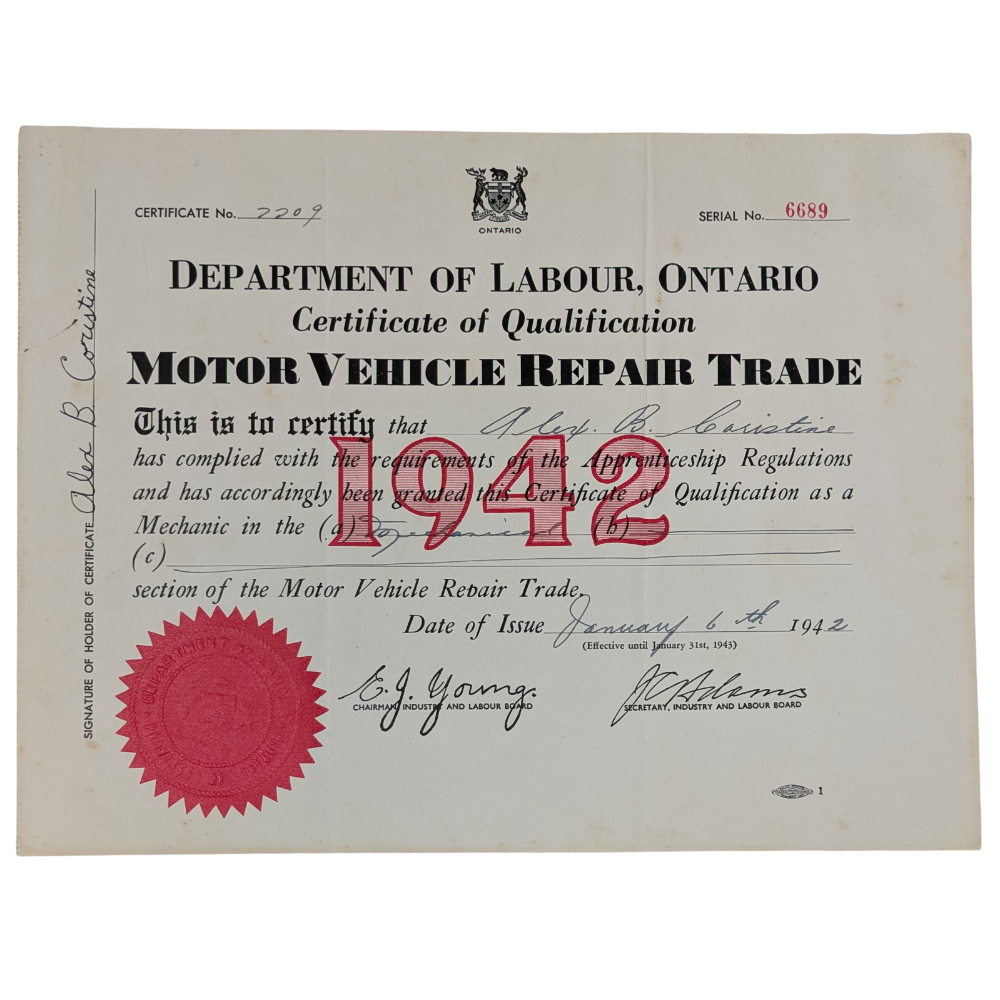 CERTIFICATE No. 2209
SERIAL No. 6689
ONTARIO
DEPARTMENT OF LABOUR, ONTARIO
Certificate of Qualification
MOTOR VEHICLE REPAIR TRADE
This is to certify that Alex. B. Coristine
has complied with the requirements of the Apprenticeship Regulations
and has accordingly been granted this Certificate of Qualification as a
Mechanic in the (a) Mechanical (b)
(c)
section of the Motor Vehicle Repair Trade.
1942
Date of Issue January 6th 1942
(Effective until January 31st, 1943)
E. J. Young.
CHAIRMAN, INDUSTRY AND LABOUR BOARD
J C Adams
SECRETARY, INDUSTRY AND LABOUR BOARD
1
SIGNATURE OF HOLDER OF CERTIFICATE Alex B Coristine
DEPARTMENT